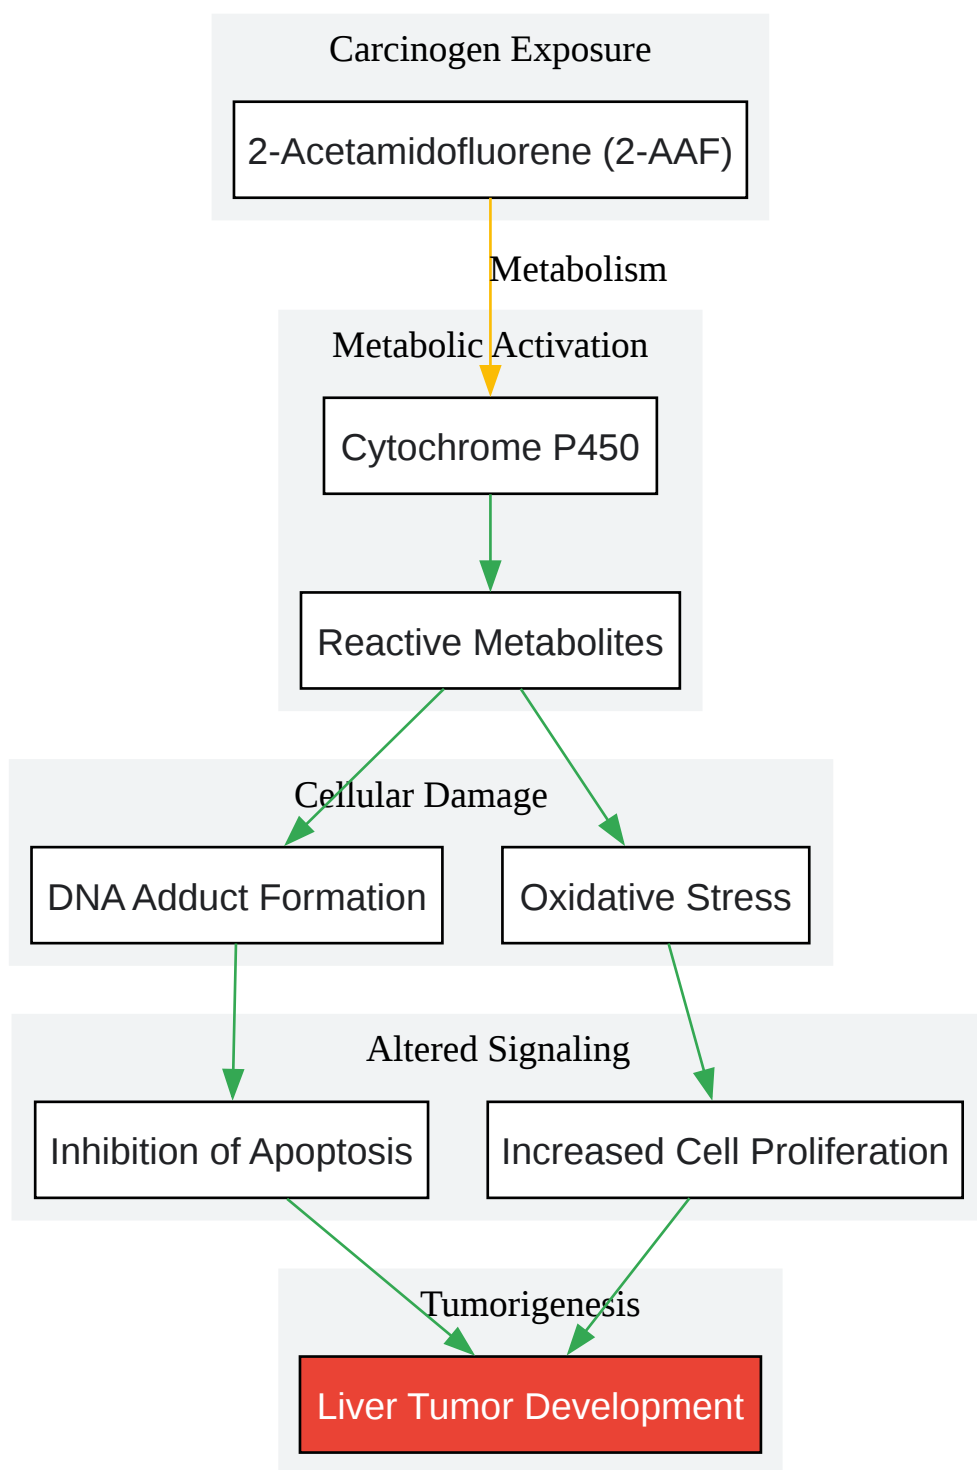 Carcinogen Exposure
2-Acetamidofluorene (2-AAF)
Metabolism
Metabolic Activation
Cytochrome P450
Reactive Metabolites
Cellular Damage
DNA Adduct Formation
Oxidative Stress
Altered Signaling
Inhibition of Apoptosis
Increased Cell Proliferation
Tumorigenesis
Liver Tumor Development